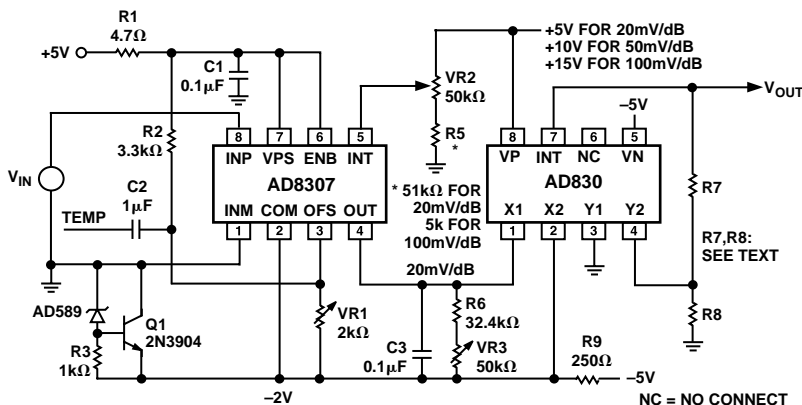 R1
4.7Ω
+5V
C1
0.1μF
R2
3.3kΩ
VIN
C2
1μF
TEMP
8 7 6 5
INP VPS ENB INT
AD8307
INM COM OFS OUT
1 2 3 4
VR2
50kΩ
R5
*
* 51kΩ FOR
20mV/dB
5k FOR
100mV/dB
20mV/dB
+5V FOR 20mV/dB
+10V FOR 50mV/dB
+15V FOR 100mV/dB
VOUT
–5V
8 7 6 5
VP INT NC VN
AD830
X1 X2 Y1 Y2
1 2 3 4
R7
R7,R8:
SEE TEXT
R8
AD589
Q1
2N3904
R3
1kΩ
VR1
2kΩ
C3
0.1μF
R6
32.4kΩ
VR3
50kΩ
R9
250Ω
–5V
–2V
NC = NO CONNECT